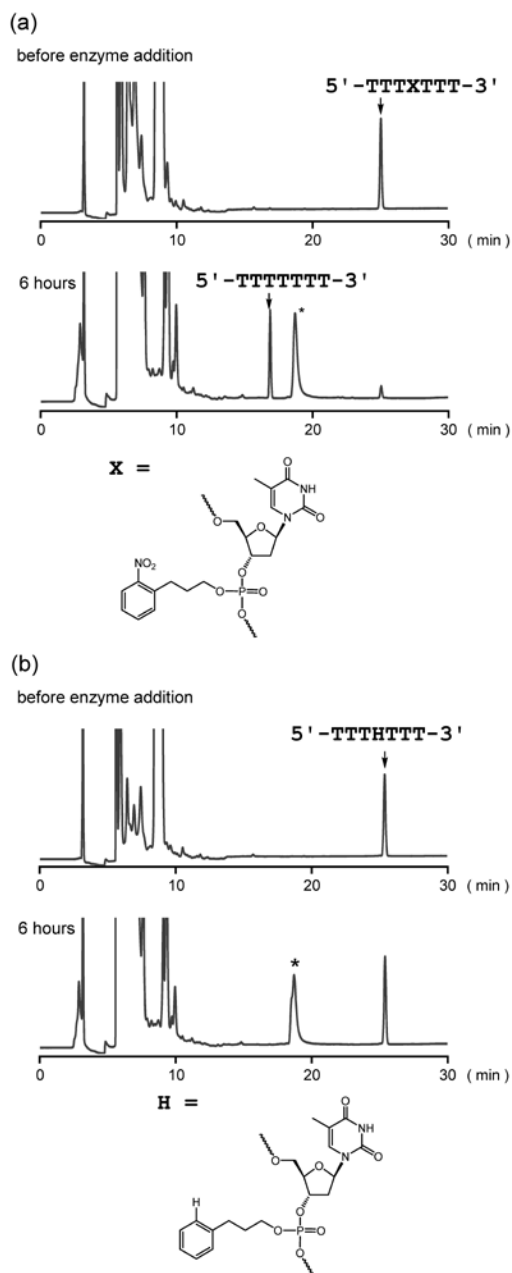 (a)
before enzyme addition
5'-TTTXTTT-3'
0 10 20 30 (min)
6 hours
5'-TTTTTTT-3'
*
0 10 20 30 (min)
X =
O
NH
N O
O O
NO2
O
O P O
O
(b)
before enzyme addition
5'-TTTHTTT-3'
0 10 20 30 (min)
6 hours
*
0 10 20 30 (min)
H =
O
NH
N O
O O
H
O
O P O
O